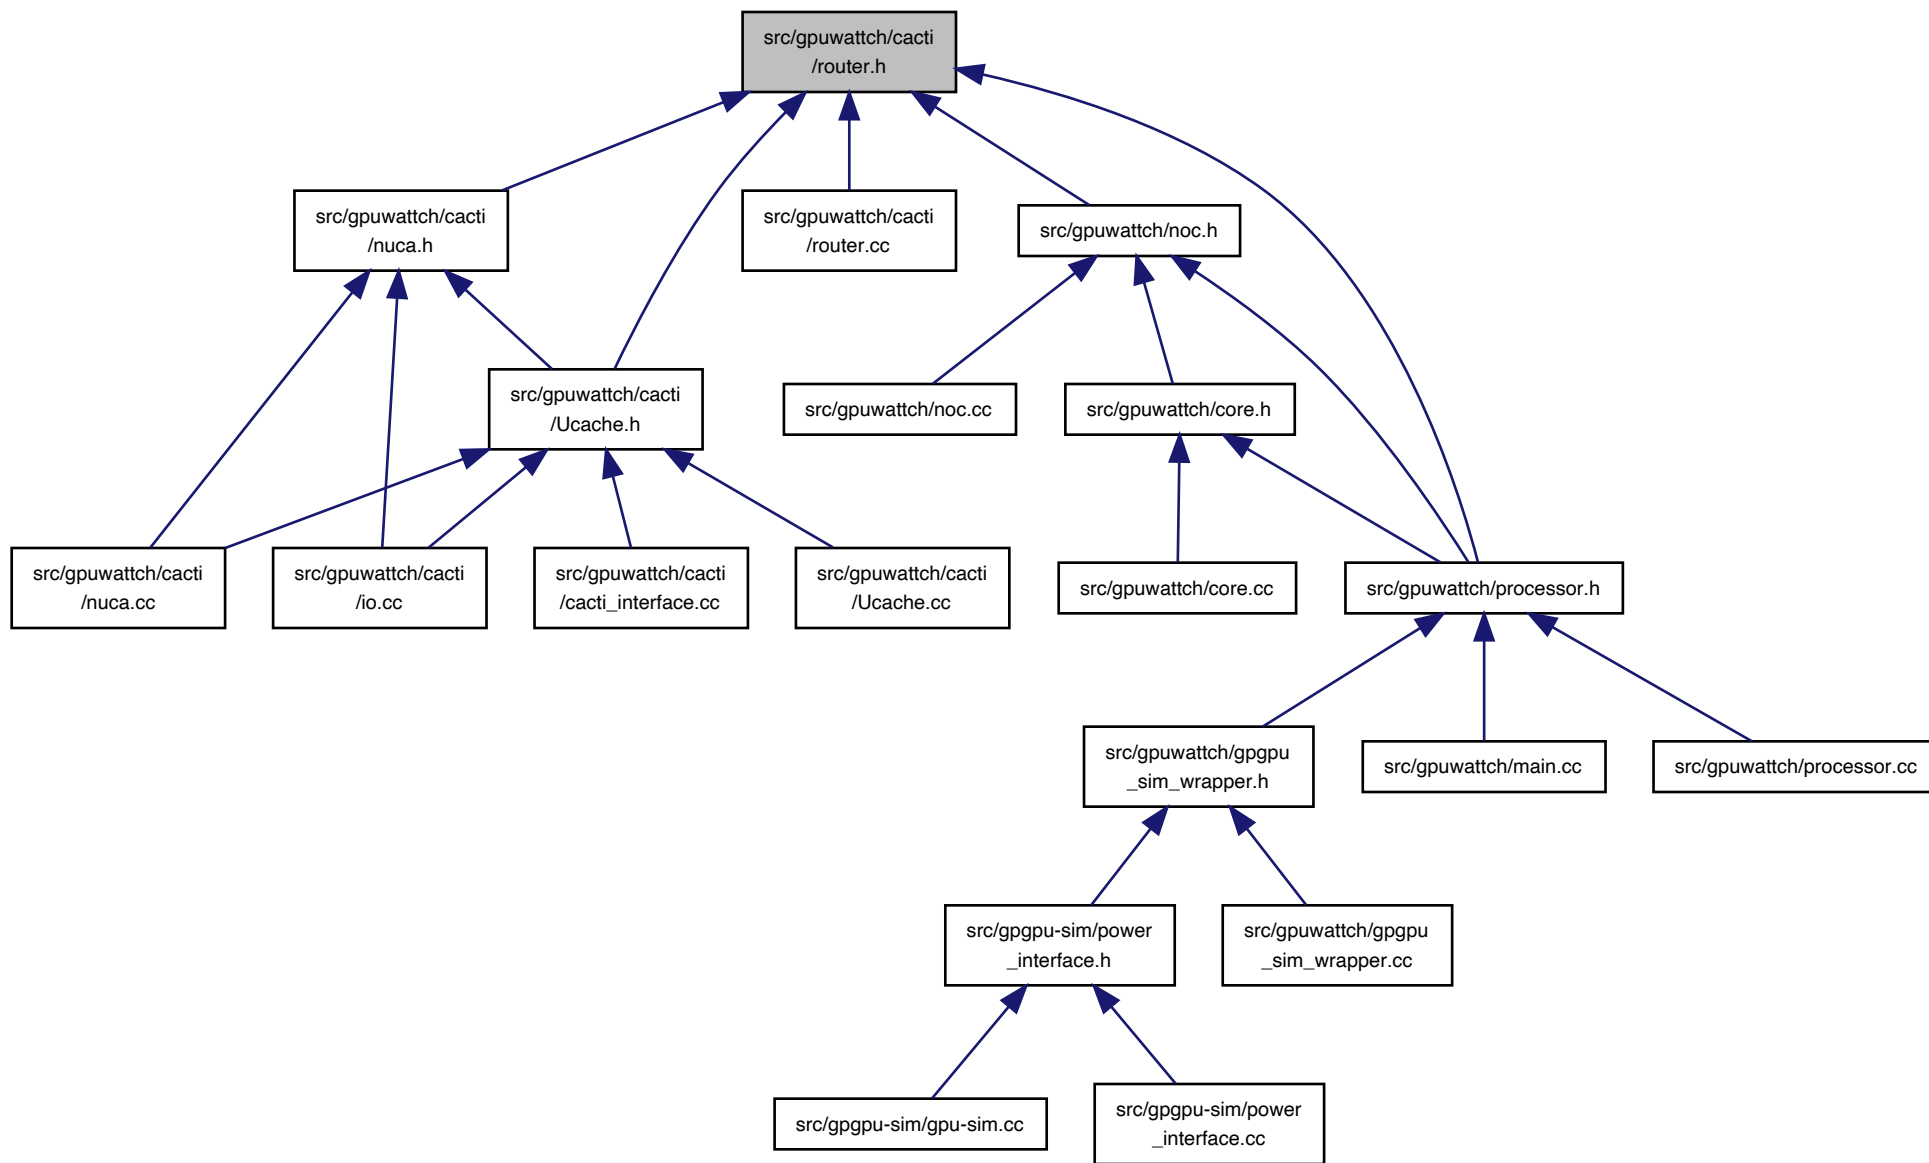 src/gpuwattch/cacti
/router.h
src/gpuwattch/cacti
/nuca.h
src/gpuwattch/cacti
/router.cc
src/gpuwattch/noc.h
src/gpuwattch/cacti
/Ucache.h
src/gpuwattch/noc.cc
src/gpuwattch/core.h
src/gpuwattch/cacti
/nuca.cc
src/gpuwattch/cacti
/io.cc
src/gpuwattch/cacti
/cacti_interface.cc
src/gpuwattch/cacti
/Ucache.cc
src/gpuwattch/core.cc
src/gpuwattch/processor.h
src/gpuwattch/gpgpu
_sim_wrapper.h
src/gpuwattch/main.cc
src/gpuwattch/processor.cc
src/gpgpu-sim/power
_interface.h
src/gpuwattch/gpgpu
_sim_wrapper.cc
src/gpgpu-sim/gpu-sim.cc
src/gpgpu-sim/power
_interface.cc